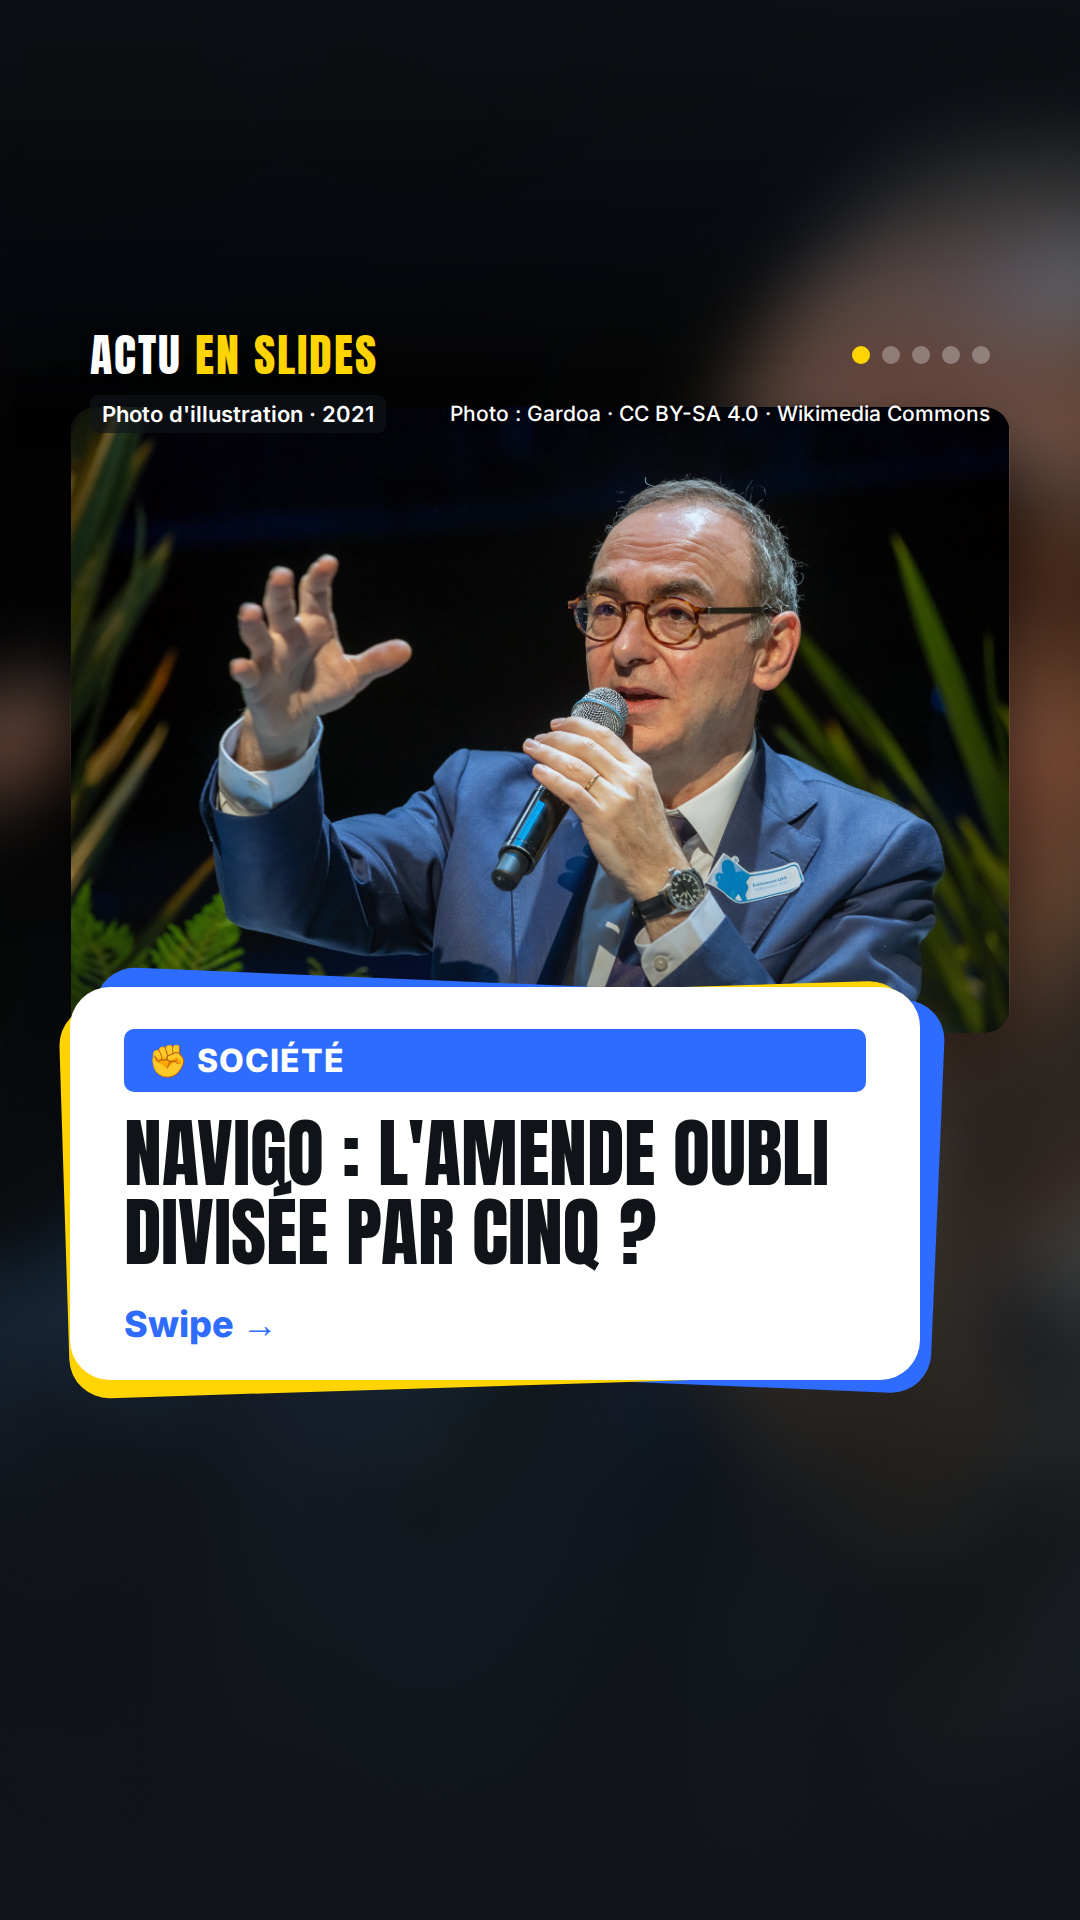 ACTU EN SLIDES
Photo d'illustration · 2021
Photo : Gardoa · CC BY-SA 4.0 · Wikimedia Commons
✊ SOCIÉTÉ
NAVIGO : L'AMENDE OUBLI
DIVISÉE PAR CINQ ?
Swipe →